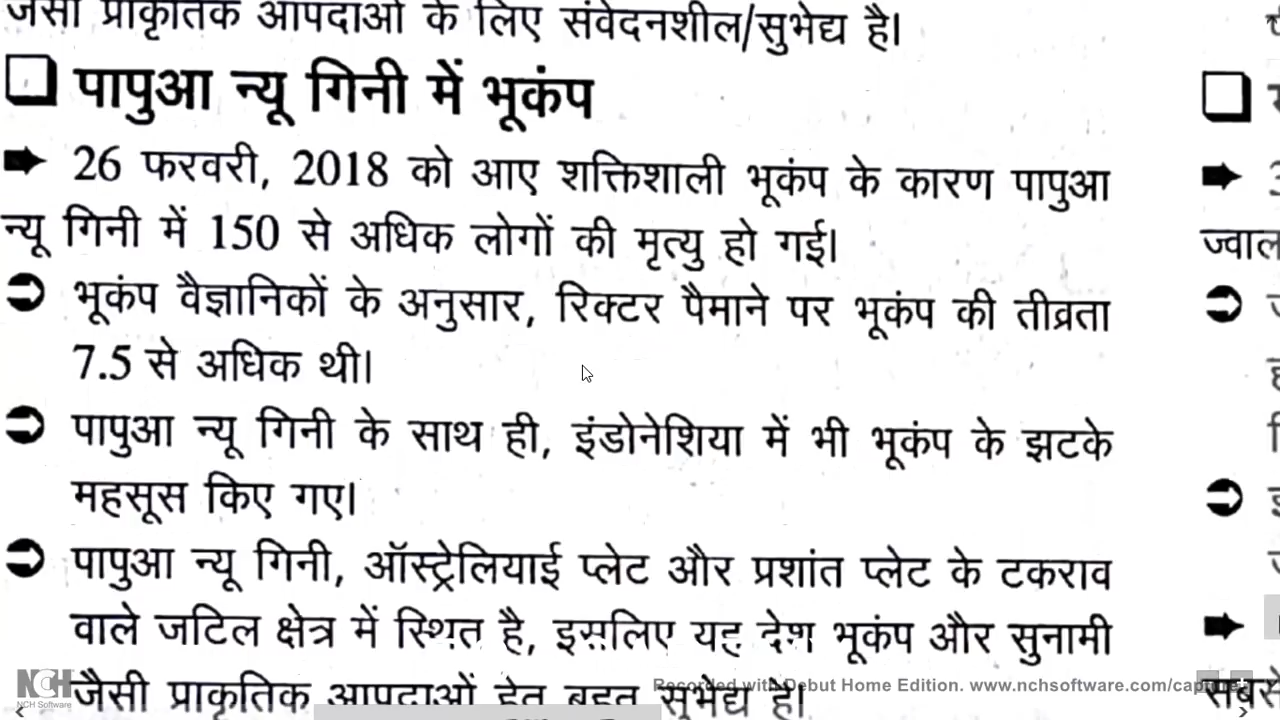 जैसी प्राकृतिक आपदाओं के लिए संवेदनशील/सुभेद्य है।
पापुआ न्यू गिनी में भूकंप
26 फरवरी, 2018 को आए शक्तिशाली भूकंप के कारण पापुआ
न्यू गिनी में 150 से अधिक लोगों की मृत्यु हो गई।
भूकंप वैज्ञानिकों के अनुसार, रिक्टर पैमाने पर भूकंप की तीव्रता
7.5 से अधिक थी।
पापुआ न्यू गिनी के साथ ही, इंडोनेशिया में भी भूकंप के झटके
महसूस किए गए।
पापुआ न्यू गिनी, ऑस्ट्रेलियाई प्लेट और प्रशांत प्लेट के टकराव
वाले जटिल क्षेत्र में स्थित है, इसलिए यह देश भूकंप और सुनामी
जैसी प्राकृतिक आपदाओं हेतु बहुत सुभेद्य है।
Recorded with Debut Home Edition. www.nchsoftware.com/capture
NCH
NCH Software